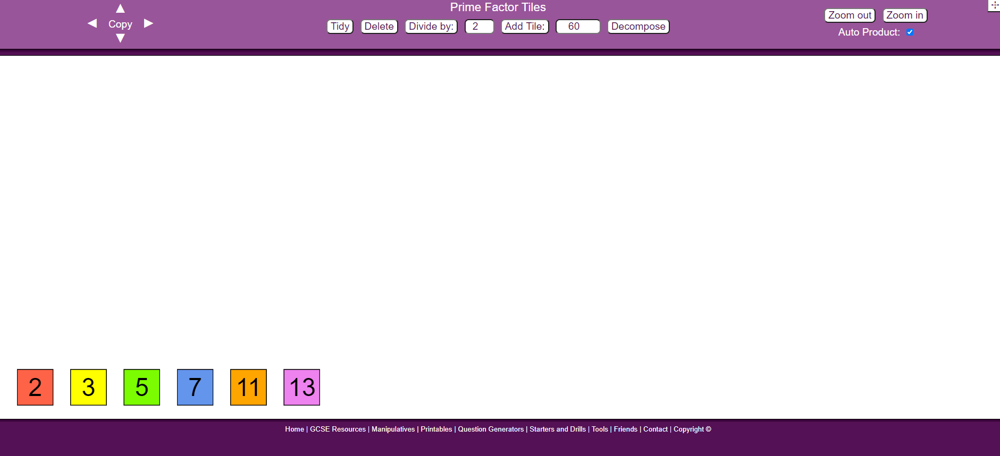 Prime Factor Tiles
Copy
Tidy Delete Divide by: 2 Add Tile: 60 Decompose
Zoom out Zoom in
Auto Product:
2 3 5 7 11 13
Home | GCSE Resources | Manipulatives | Printables | Question Generators | Starters and Drills | Tools | Friends | Contact | Copyright ©